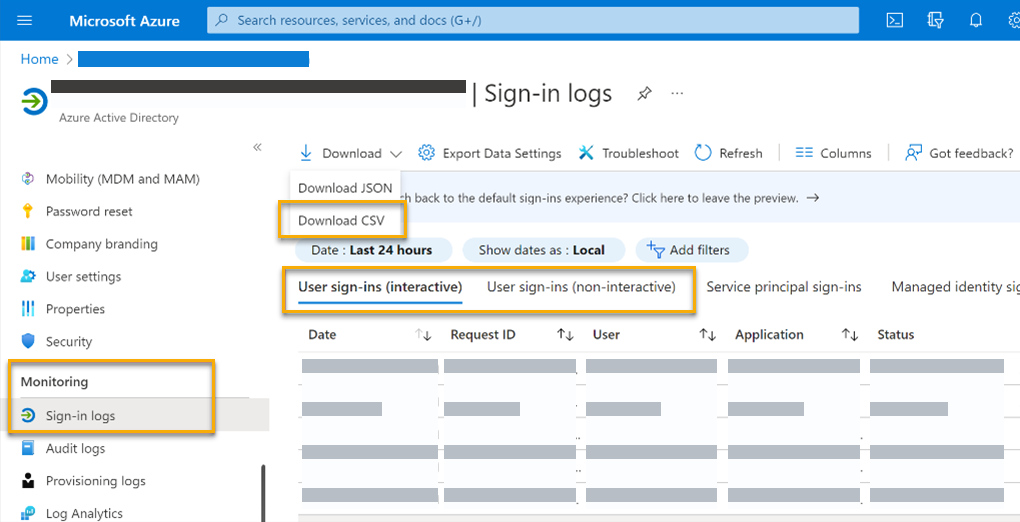 Microsoft Azure
Search resources, services, and docs (G+/)
Home
| Sign-in logs
Azure Active Directory
Download
Export Data Settings
Troubleshoot
Refresh
Columns
Got feedback?
Download JSON
Download CSV
back to the default sign-ins experience? Click here to leave the preview. →
Date : Last 24 hours
Show dates as : Local
Add filters
User sign-ins (interactive)
User sign-ins (non-interactive)
Service principal sign-ins
Managed identity
Date
Request ID
User
Application
Status
Mobility (MDM and MAM)
Password reset
Company branding
User settings
Properties
Security
Monitoring
Sign-in logs
Audit logs
Provisioning logs
Log Analytics